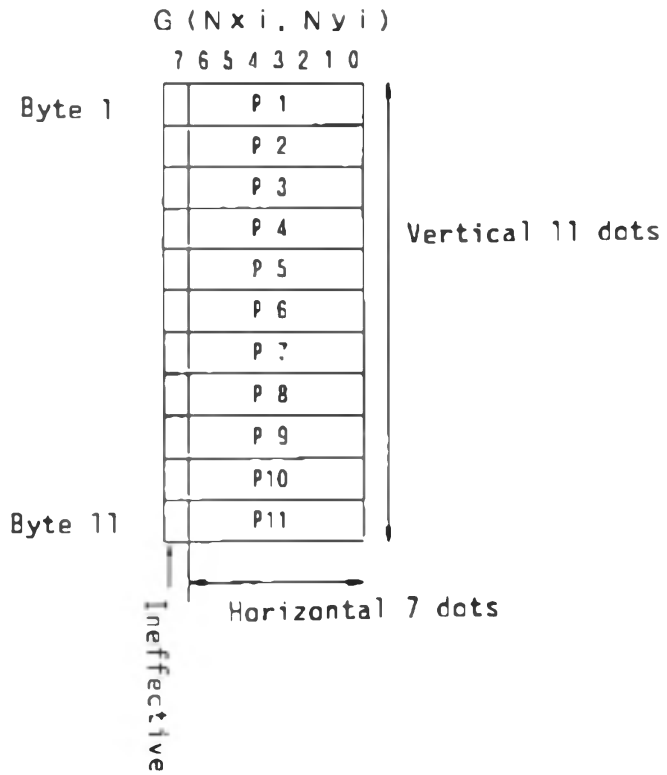 G (Nxi, Nyi)
7 6 5 4 3 2 1 0
Byte 1
P 1
P 2
P 3
P 4
Vertical 11 dots
P 5
P 6
P 7
P 8
P 9
P10
Byte 11
P11
Horizontal 7 dots
Ineffective